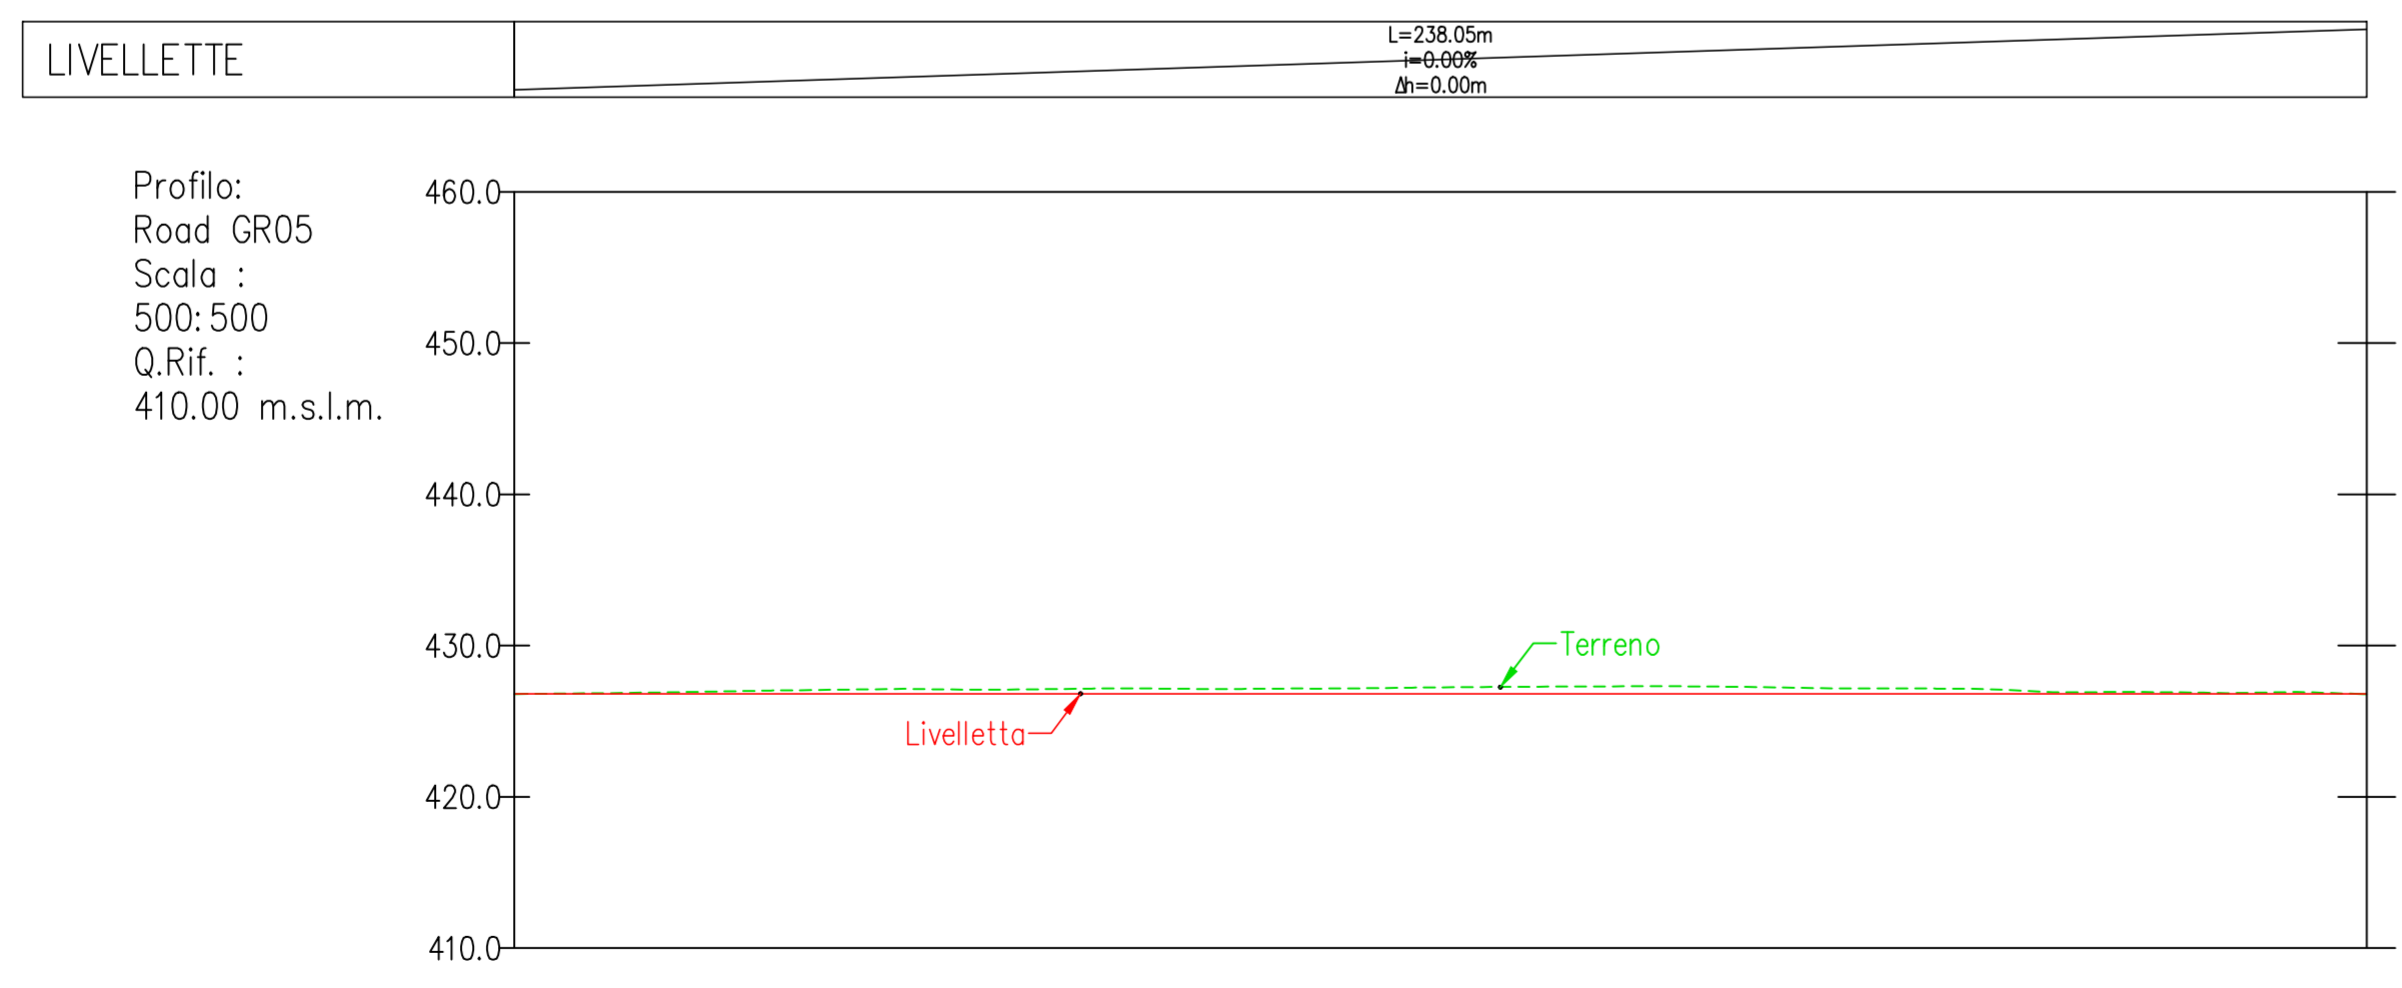 LIVELLETTE
L=238.05m
i=0.00%
Δh=0.00m
Profilo:
Road GR05
Scala :
500:500
Q.Rif. :
410.00 m.s.l.m.
460.0
450.0
440.0
430.0
Terreno
Livelletta
420.0
410.0